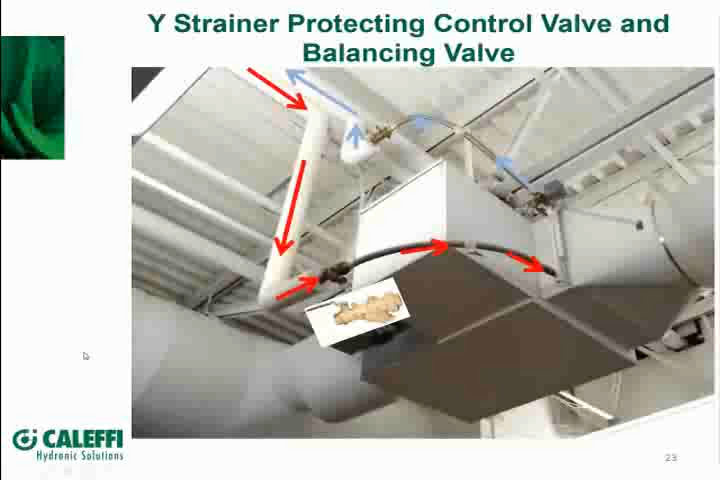 Y Strainer Protecting Control Valve and
Balancing Valve
CALEFFI
Hydronic Solutions
23